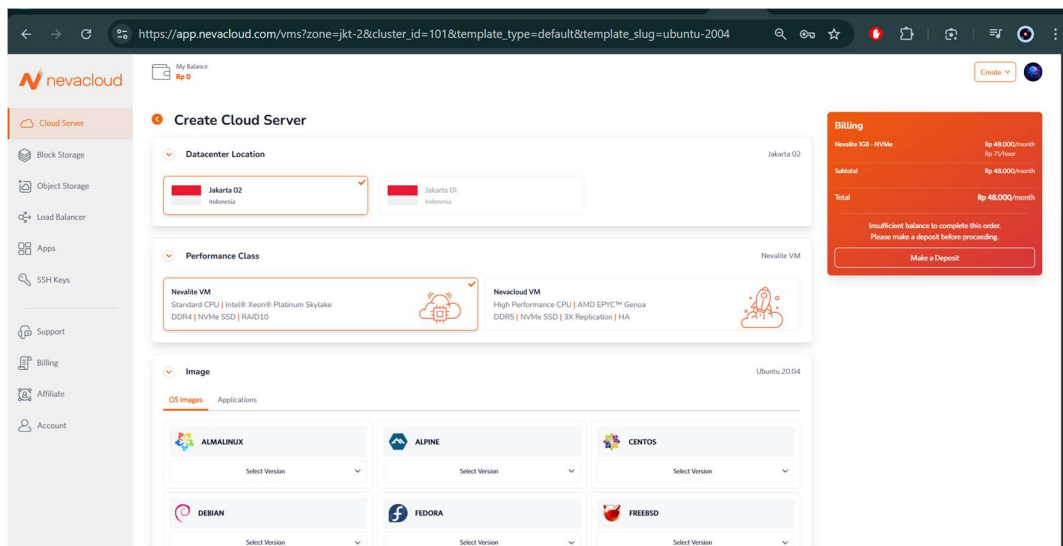 https://app.nevacloud.com/vms?zone=jkt-2&cluster_id=101&template_type=default&template_slug=ubuntu-2004
nevacloud
My Balance
Rp 0
Create
Cloud Server
Block Storage
Object Storage
Load Balancer
Apps
SSH Keys
Support
Billing
Affiliate
Account
Create Cloud Server
Datacenter Location
Jakarta 02
Jakarta 02
Indonesia
Jakarta 01
Indonesia
Performance Class
Nevalite VM
Nevalite VM
Standard CPU | Intel® Xeon® Platinum Skylake
DDR4 | NVMe SSD | RAID10
Nevacloud VM
High Performance CPU | AMD EPYC™ Genoa
DDR5 | NVMe SSD | 3X Replication | HA
Image
Ubuntu 20.04
OS Images
Applications
ALMALINUX
Select Version
ALPINE
Select Version
CENTOS
Select Version
DEBIAN
Select Version
FEDORA
Select Version
FREEBSD
Select Version
Billing
Nevalite 1GB - NVMe
Rp 48.000/month
Rp 71/hour
Subtotal
Rp 48.000/month
Total
Rp 48.000/month
Insufficient balance to complete this order.
Please make a deposit before proceeding.
Make a Deposit